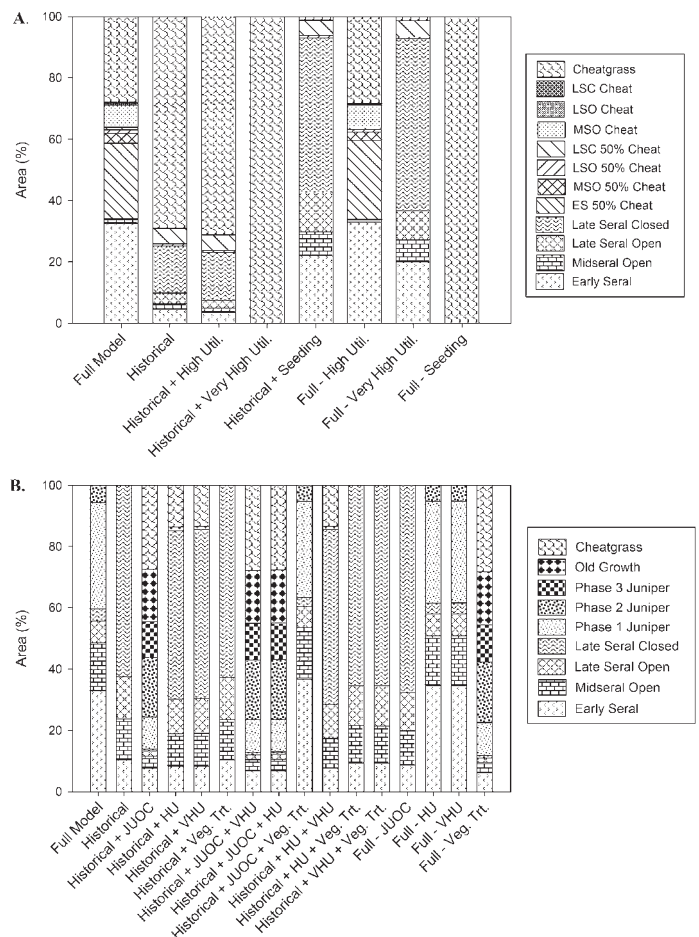 A.
100
80
60
40
20
0
Area (%)
Full Model
Historical
Historical + High Util.
Historical + Very High Util.
Historical + Seeding
Full - High Util.
Full - Very High Util.
Full - Seeding
Cheatgrass
LSC Cheat
LSO Cheat
MSO Cheat
LSC 50% Cheat
LSO 50% Cheat
MSO 50% Cheat
ES 50% Cheat
Late Seral Closed
Late Seral Open
Midseral Open
Early Seral
B.
100
80
60
40
20
0
Area (%)
Full Model
Historical
Historical + JUOC
Historical + HU
Historical + VHU
Historical + Veg. Trt.
Historical + JUOC + VHU
Historical + JUOC + HU
Historical + JUOC + Veg. Trt.
Historical + HU + VHU
Historical + HU + Veg. Trt.
Historical + VHU + Veg. Trt.
Full - JUOC
Full - HU
Full - VHU
Full - Veg. Trt.
Cheatgrass
Old Growth
Phase 3 Juniper
Phase 2 Juniper
Phase 1 Juniper
Late Seral Closed
Late Seral Open
Midseral Open
Early Seral